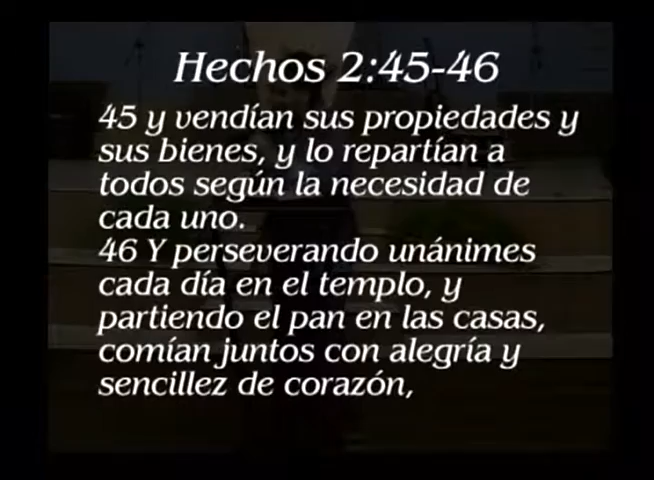 Hechos 2:45-46
45 y vendían sus propiedades y
sus bienes, y lo repartían a
todos según la necesidad de
cada uno.
46 Y perseverando unánimes
cada día en el templo, y
partiendo el pan en las casas,
comían juntos con alegría y
sencillez de corazón,